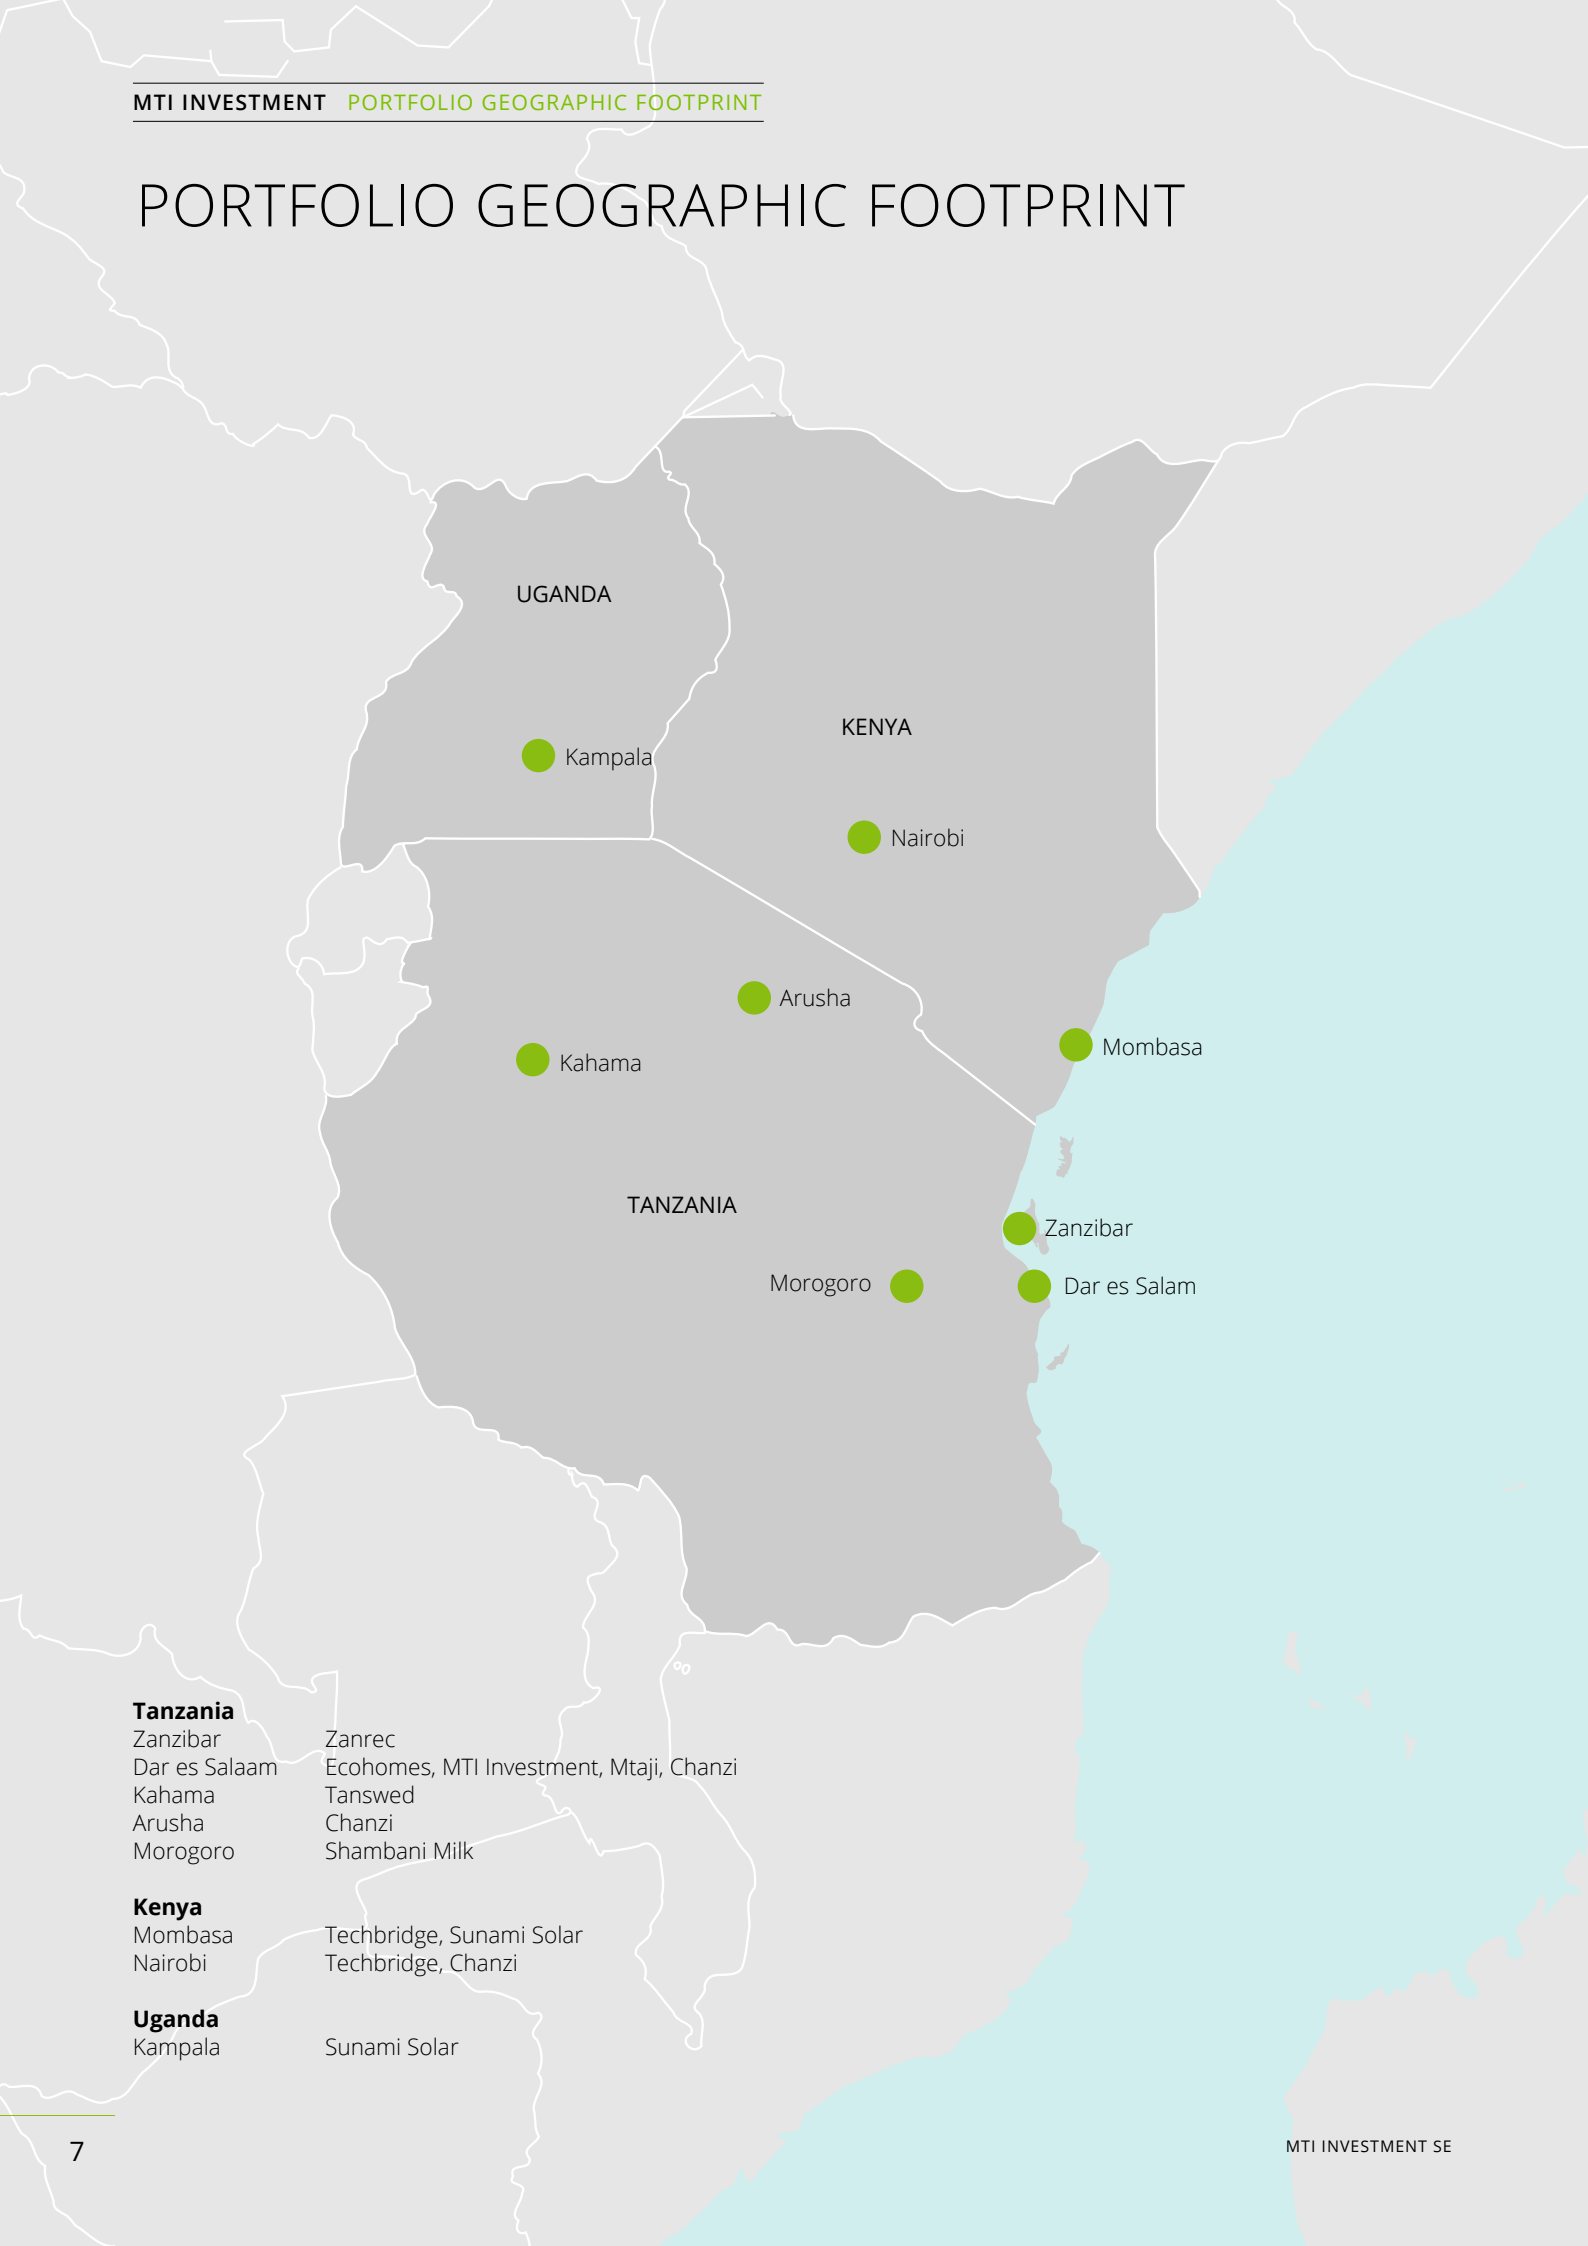 MTI INVESTMENT PORTFOLIO GEOGRAPHIC FOOTPRINT
PORTFOLIO GEOGRAPHIC FOOTPRINT
UGANDA
KENYA
Kampala
Nairobi
Arusha
Mombasa
Kahama
TANZANIA
Zanzibar
Morogoro
Dar es Salam
Tanzania
Zanzibar Zanrec
Dar es Salaam Ecohomes, MTI Investment, Mtaji, Chanzi
Kahama Tanswed
Arusha Chanzi
Morogoro Shambani Milk
Kenya
Mombasa Techbridge, Sunami Solar
Nairobi Techbridge, Chanzi
Uganda
Kampala Sunami Solar
7
MTI INVESTMENT SE